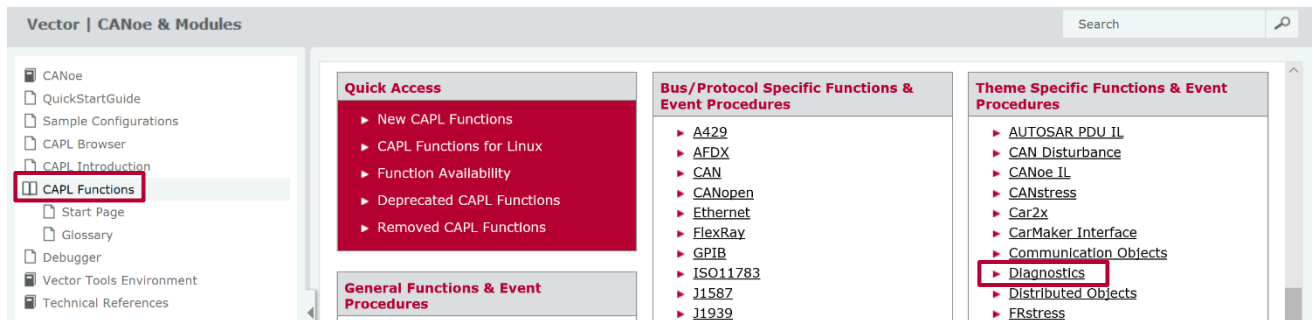 Vector | CANoe & Modules
Search
CANoe
QuickStartGuide
Sample Configurations
CAPL Browser
CAPL Introduction
CAPL Functions
Start Page
Glossary
Debugger
Vector Tools Environment
Technical References
Quick Access
New CAPL Functions
CAPL Functions for Linux
Function Availability
Deprecated CAPL Functions
Removed CAPL Functions
General Functions & Event
Procedures
Bus/Protocol Specific Functions &
Event Procedures
A429
AFDX
CAN
CANopen
Ethernet
FlexRay
GPIB
ISO11783
J1587
J1939
Theme Specific Functions & Event
Procedures
AUTOSAR PDU IL
CAN Disturbance
CANoe IL
CANstress
Car2x
CarMaker Interface
Communication Objects
Diagnostics
Distributed Objects
FRstress